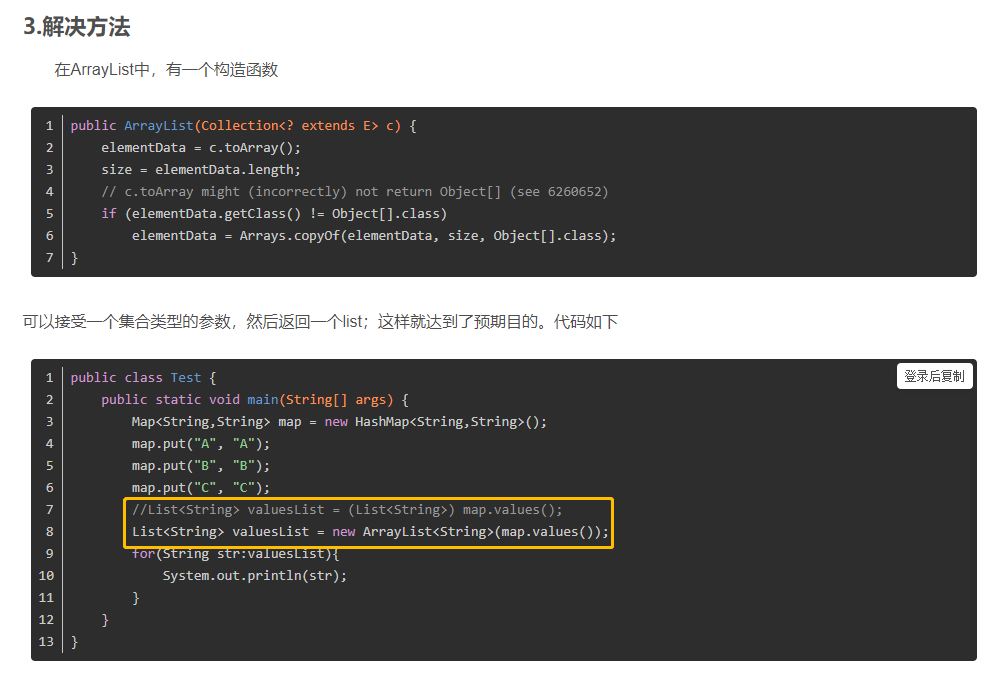 3.解决方法
在ArrayList中，有一个构造函数
1 public ArrayList(Collection<? extends E> c) {
2 elementData = c.toArray();
3 size = elementData.length;
4 // c.toArray might (incorrectly) not return Object[] (see 6260652)
5 if (elementData.getClass() != Object[].class)
6 elementData = Arrays.copyOf(elementData, size, Object[].class);
7 }
可以接受一个集合类型的参数，然后返回一个list；这样就达到了预期目的。代码如下
登录后复制
1 public class Test {
2 public static void main(String[] args) {
3 Map<String,String> map = new HashMap<String,String>();
4 map.put("A", "A");
5 map.put("B", "B");
6 map.put("C", "C");
7 //List<String> valuesList = (List<String>) map.values();
8 List<String> valuesList = new ArrayList<String>(map.values());
9 for(String str:valuesList){
10 System.out.println(str);
11 }
12 }
13 }